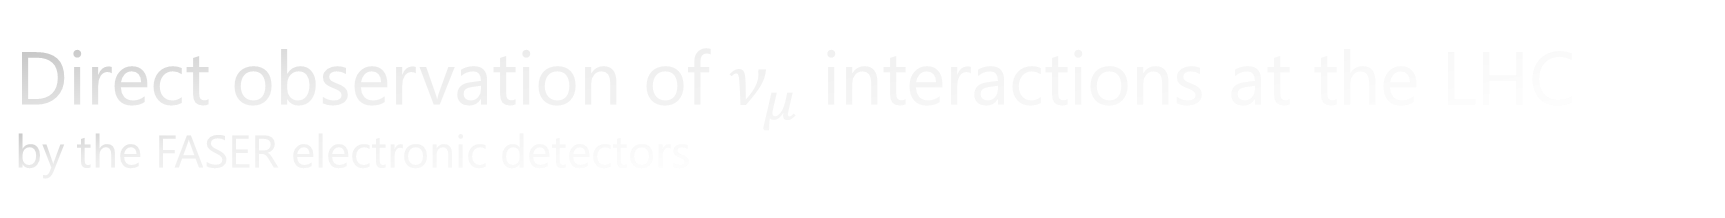 Direct observation of 𝜈𝜇 interactions at the LHC
by the FASER electronic detectors